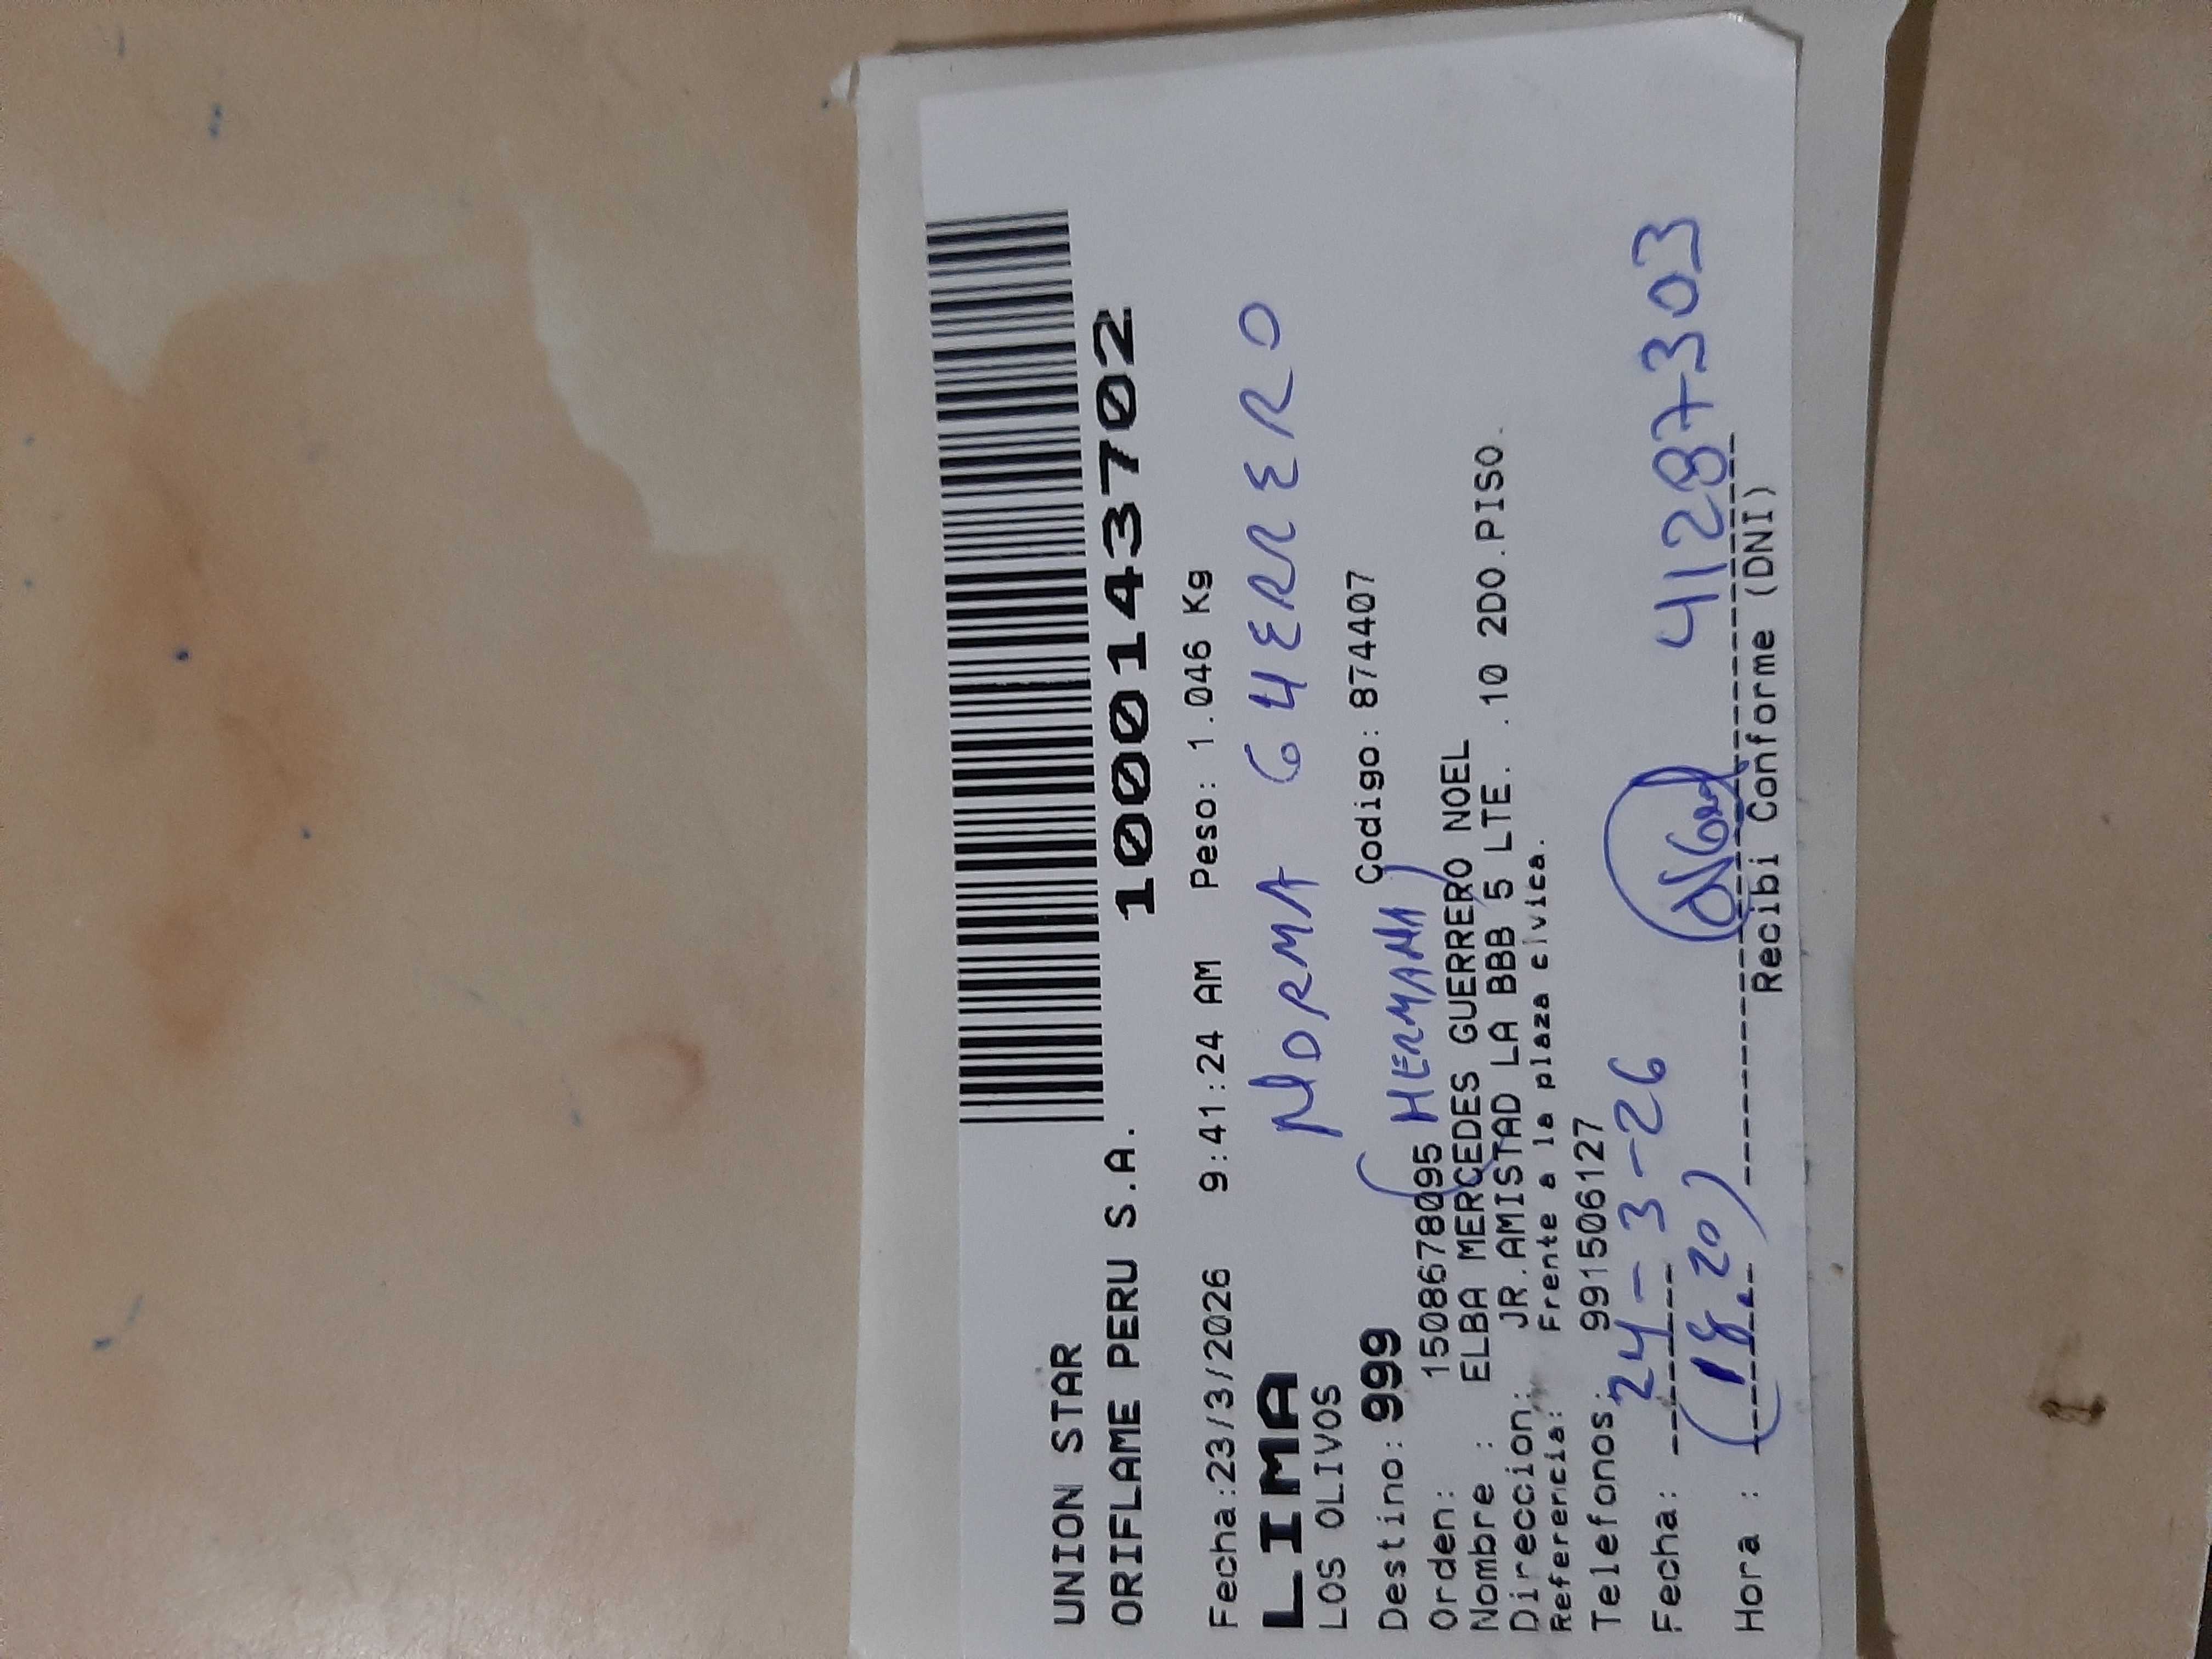 UNION STAR
ORIFLAME PERU S.A.
1000143702
Fecha:23/3/2026 9:41:24 AM Peso: 1.046 Kg
LIMA
LOS OLIVOS
NORMA GUERRERO
Destino: 999 Codigo: 874407
(HERMANA)
Orden: 15086780095
Nombre : ELBA MERCEDES GUERRERO NOEL
Direccion: JR.AMISTAD LA BBB 5 LTE. .10 2DO.PISO.
Referencia: Frente a la plaza civica.
Telefonos: 991506127
Fecha: 24-3-26
Hora : (18.20)
41287303
Recibi Conforme (DNI)